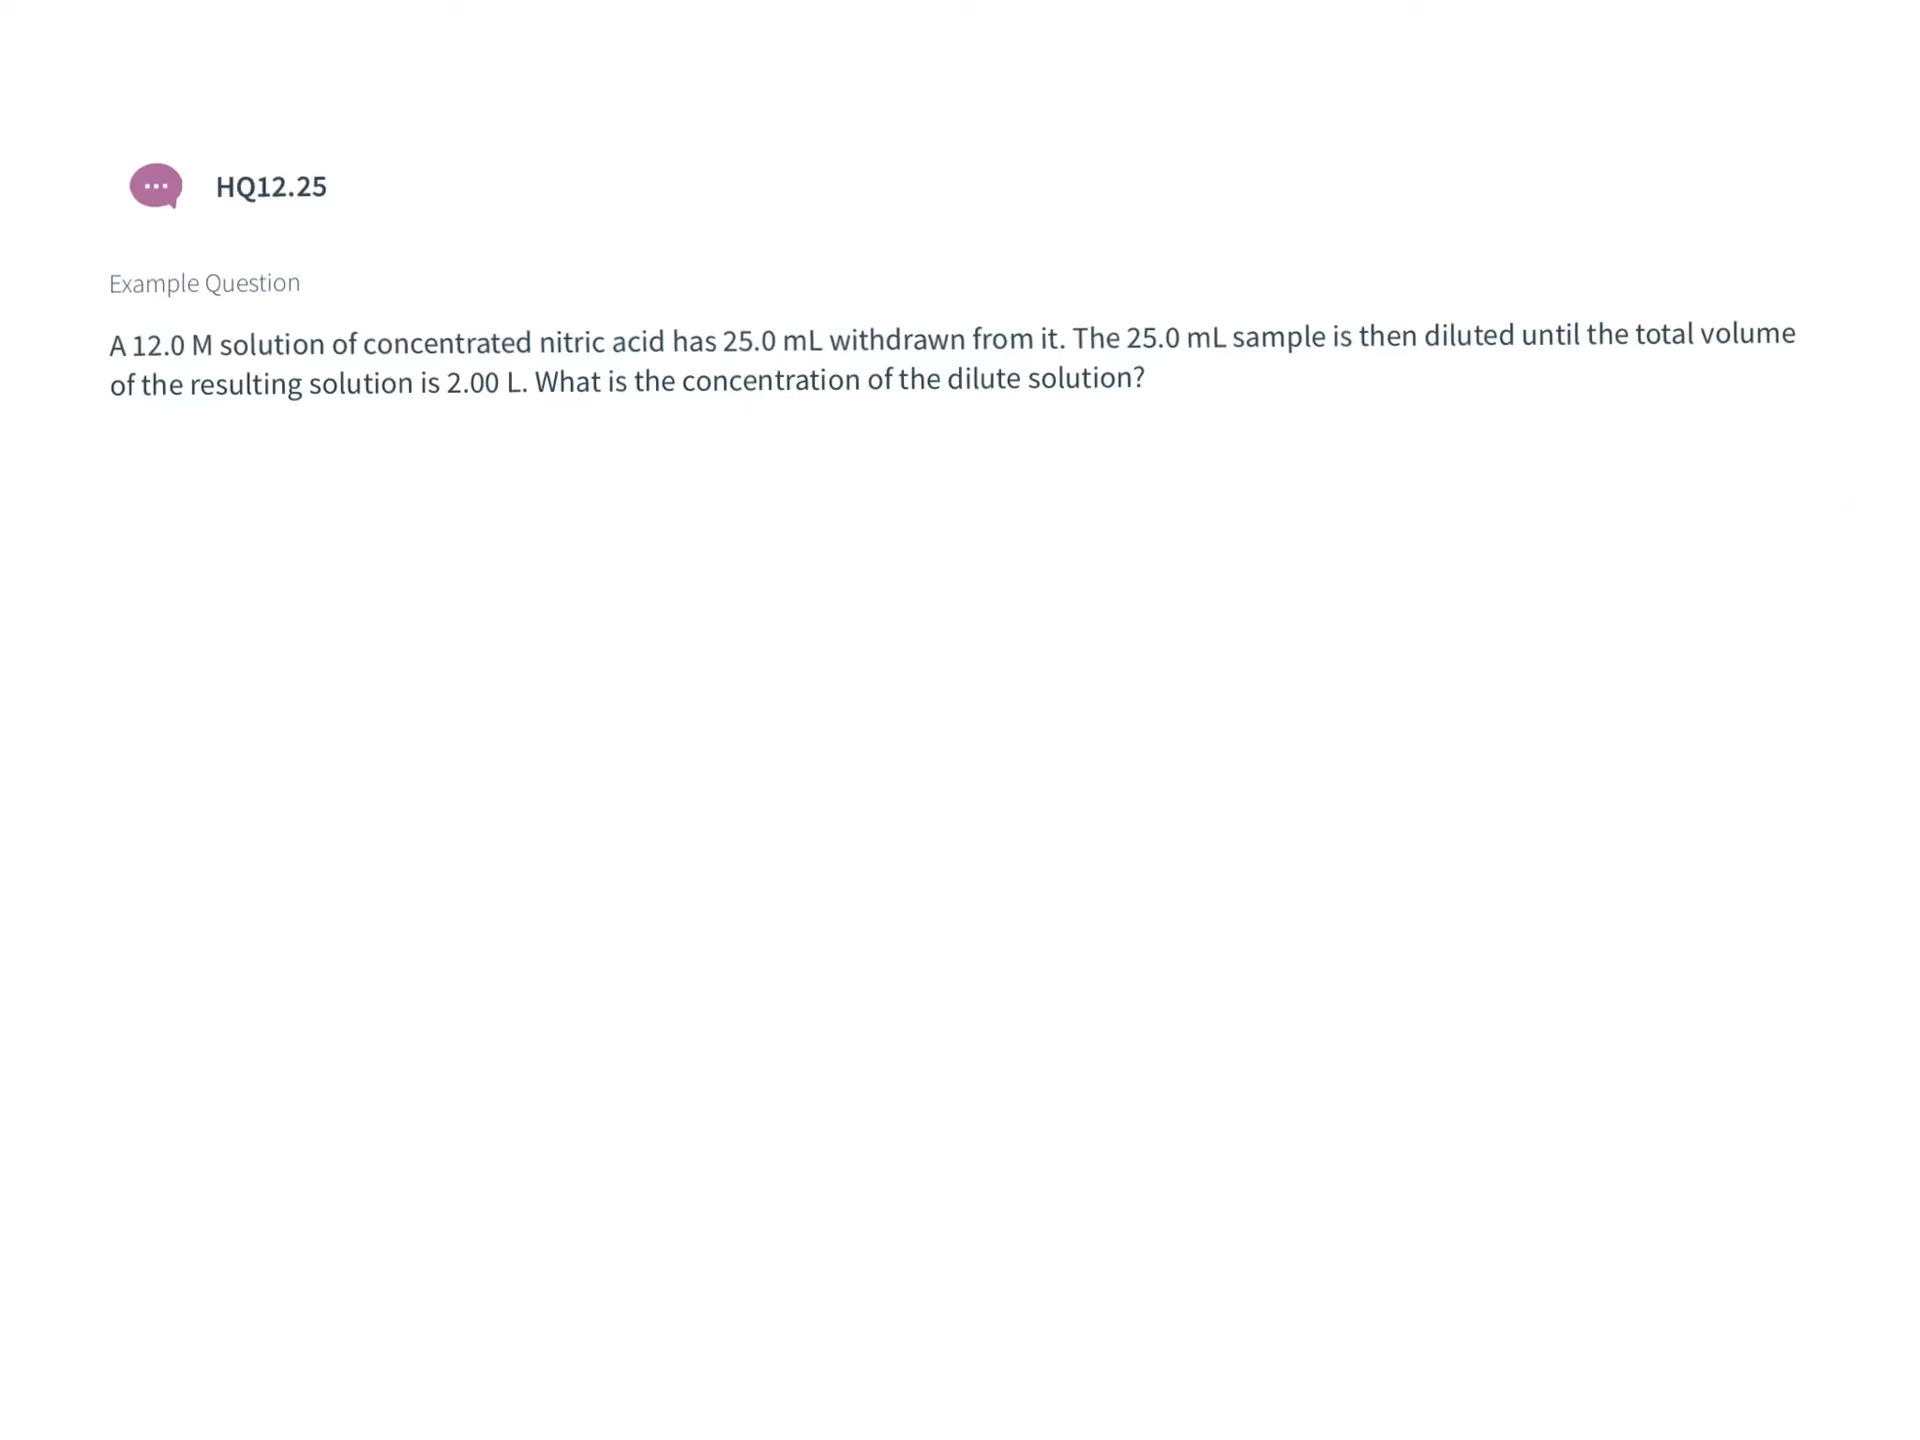 HQ12.25
Example Question
A 12.0 M solution of concentrated nitric acid has 25.0 mL withdrawn from it. The 25.0 mL sample is then diluted until the total volume
of the resulting solution is 2.00 L. What is the concentration of the dilute solution?